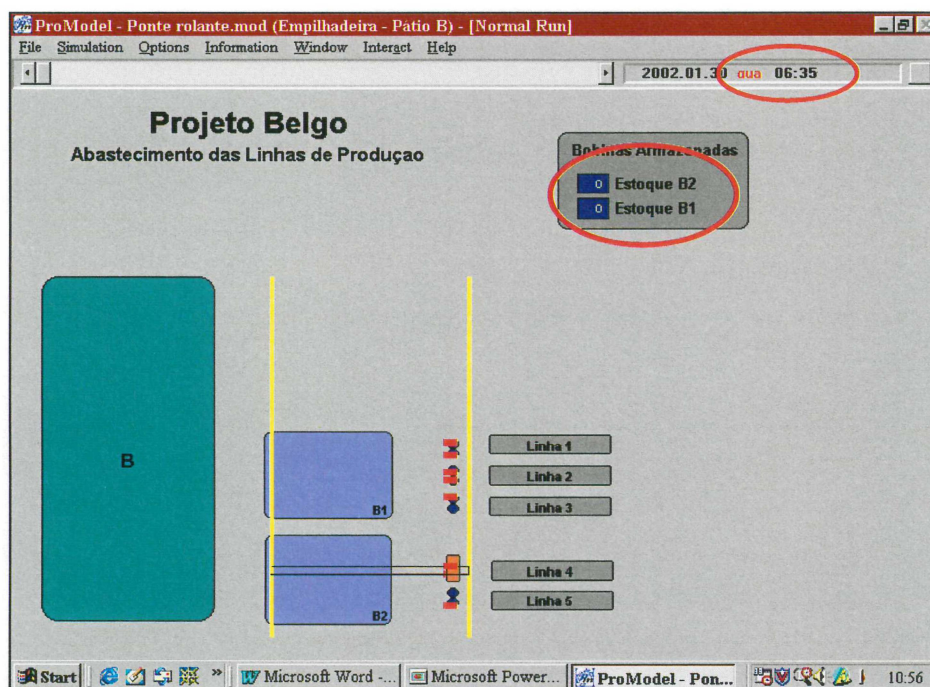 ProModel - Ponte rolante.mod (Empilhadeira - Pátio B) - [Normal Run]
File Simulation Options Information Window Interact Help
2002.01.30 qua 06:35
Projeto Belgo
Abastecimento das Linhas de Produçao
Bobinas Armazenadas
0 Estoque B2
0 Estoque B1
B
B1
B2
Linha 1
Linha 2
Linha 3
Linha 4
Linha 5
Start » Microsoft Word -... Microsoft Power... ProModel - Pon... 10:56